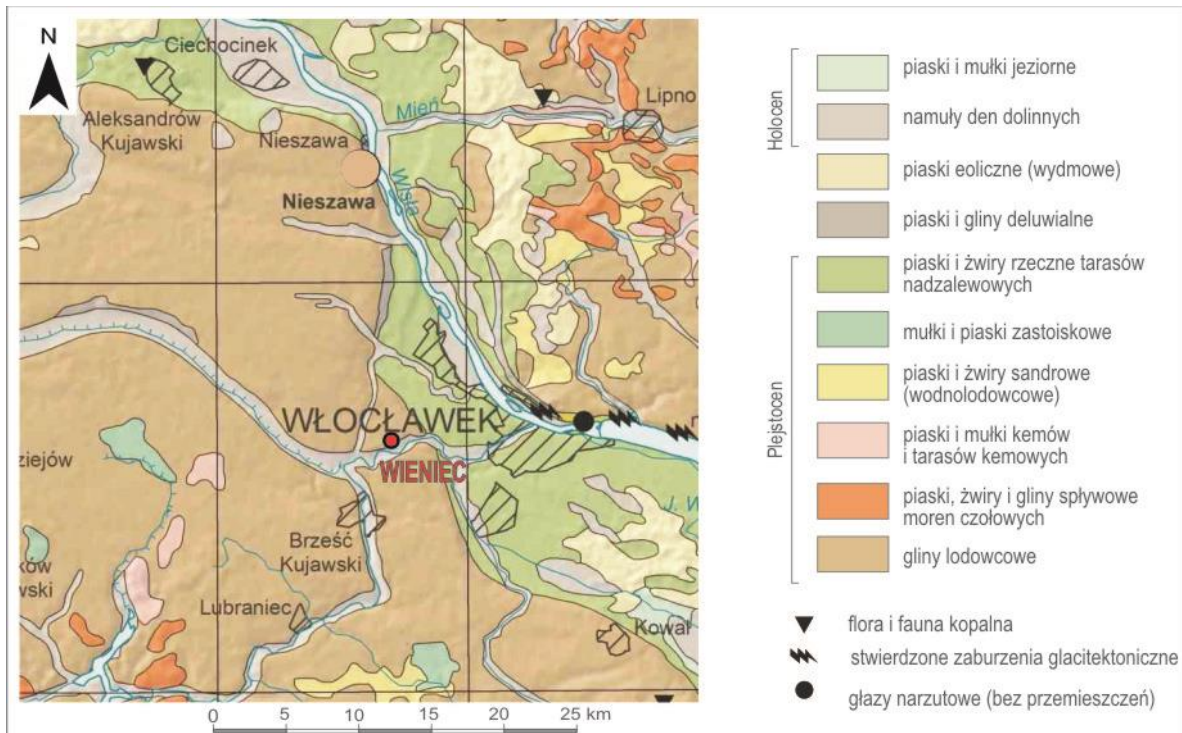 N
Ciechocinek
Mień
Lipno
Aleksandrów
Kujawski
Nieszawa
Wisła
Nieszawa
WŁOCŁAWEK
WIENIEC
ziejów
J. W
Brześć
Kujawski
ków
wski
Lubraniec
Kowal
0 5 10 15 20 25 km
Holocen
piaski i mułki jeziorne
namuły den dolinnych
piaski eoliczne (wydmowe)
piaski i gliny deluwialne
Plejstocen
piaski i żwiry rzeczne tarasów
nadzalewowych
mułki i piaski zastoiskowe
piaski i żwiry sandrowe
(wodnolodowcowe)
piaski i mułki kemów
i tarasów kemowych
piaski, żwiry i gliny spływowe
moren czołowych
gliny lodowcowe
flora i fauna kopalna
stwierdzone zaburzenia glacitektoniczne
głazy narzutowe (bez przemieszczeń)